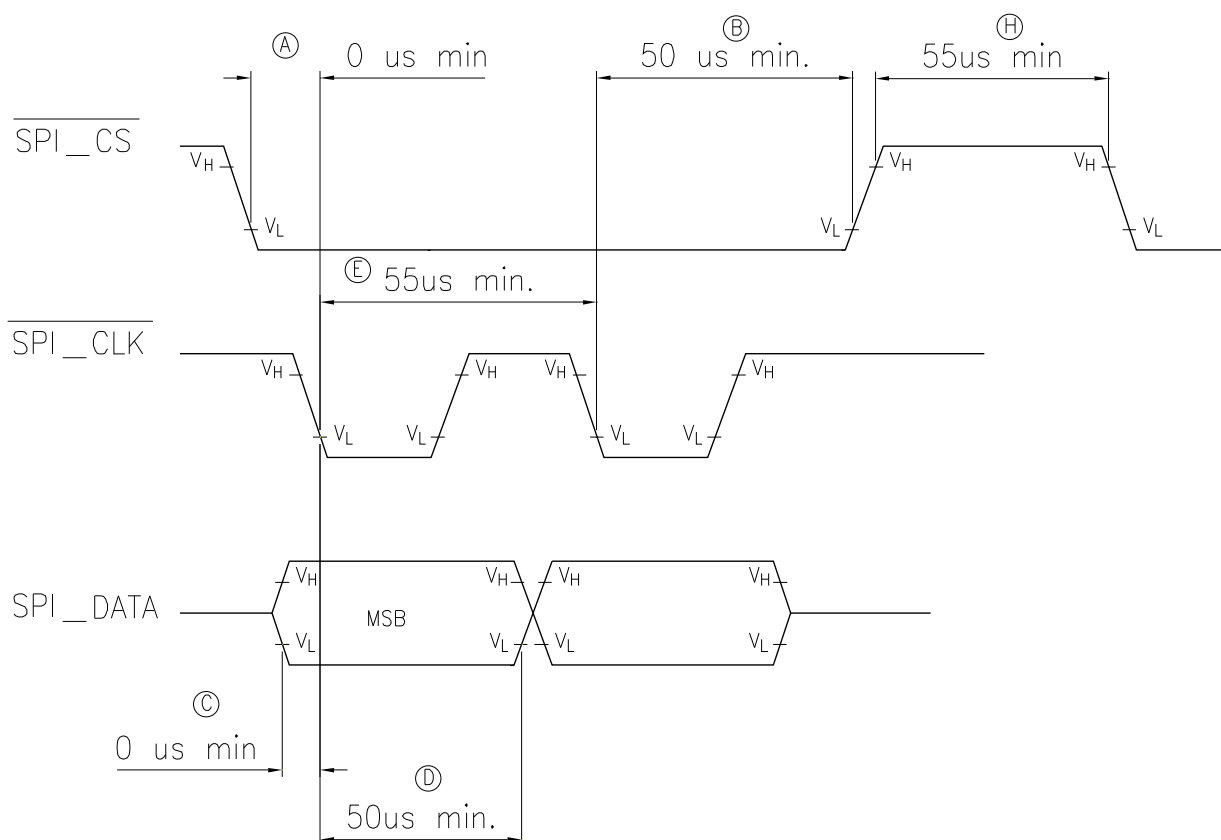 Ⓐ Ⓑ Ⓗ
0 us min 50 us min. 55us min
SPI_CS
VH VL VL VH VH VL
Ⓔ 55us min.
SPI_CLK
VH VL VL VH VH VL VL VH
SPI_DATA
VH VH VH VH
MSB
VL VL VL VL
Ⓒ
0 us min
Ⓓ
50us min.